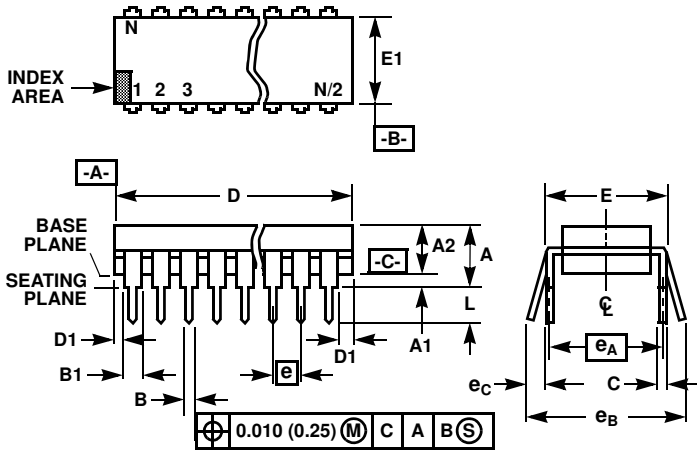 N
INDEX
AREA
1 2 3 N/2
E1
-B-
-A-
D
E
BASE
PLANE
A2
A
-C-
SEATING
PLANE
L
C L
D1
A1
D1
eA
B1
e
eC
C
B
eB
0.010 (0.25) M C A B S